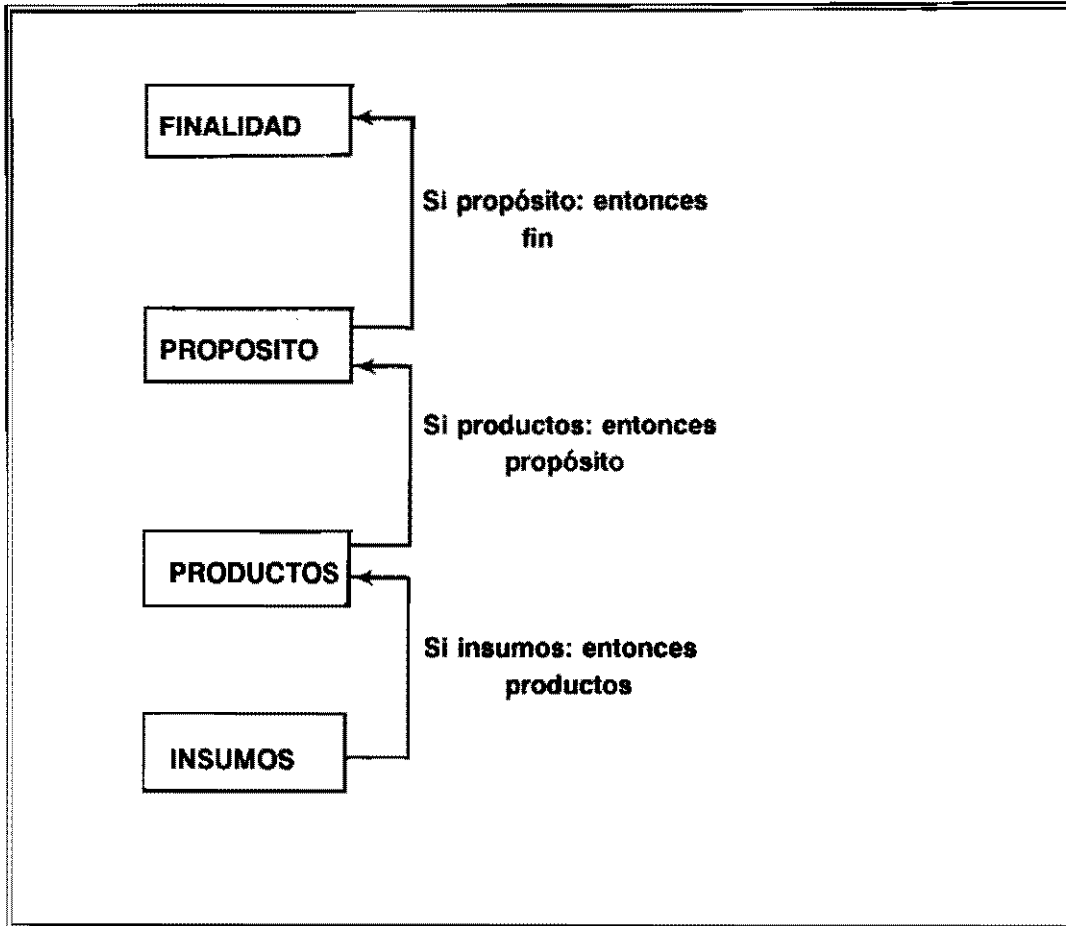 FINALIDAD
Si propósito: entonces
fin
PROPOSITO
Si productos: entonces
propósito
PRODUCTOS
Si insumos: entonces
productos
INSUMOS